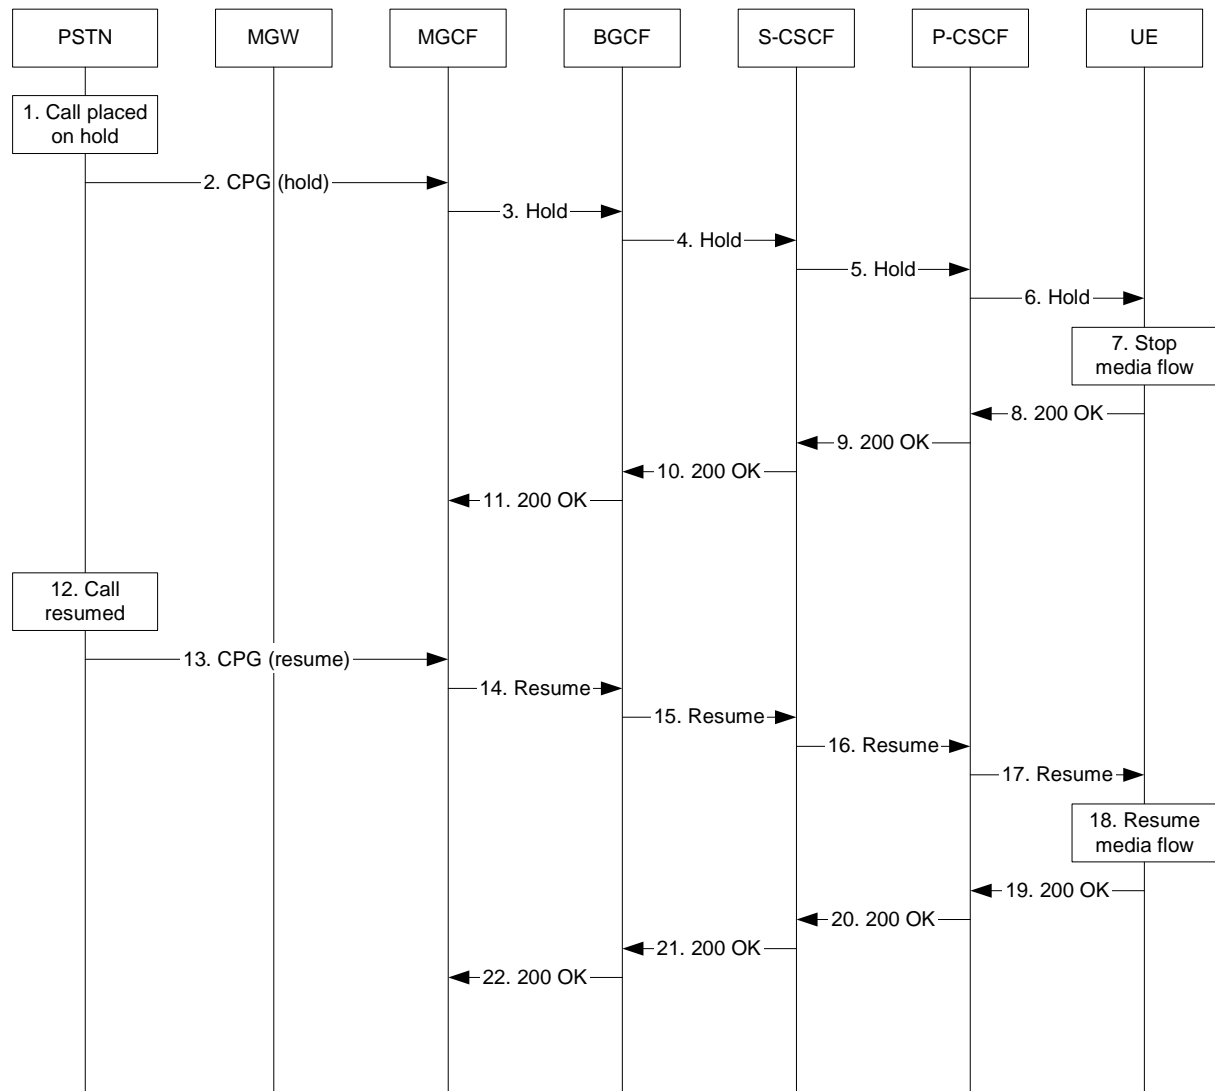 PSTN
MGW
MGCF
BGCF
S-CSCF
P-CSCF
UE
1. Call placed
on hold
2. CPG (hold)
3. Hold
4. Hold
5. Hold
6. Hold
7. Stop
media flow
8. 200 OK
9. 200 OK
10. 200 OK
11. 200 OK
12. Call
resumed
13. CPG (resume)
14. Resume
15. Resume
16. Resume
17. Resume
18. Resume
media flow
19. 200 OK
20. 200 OK
21. 200 OK
22. 200 OK